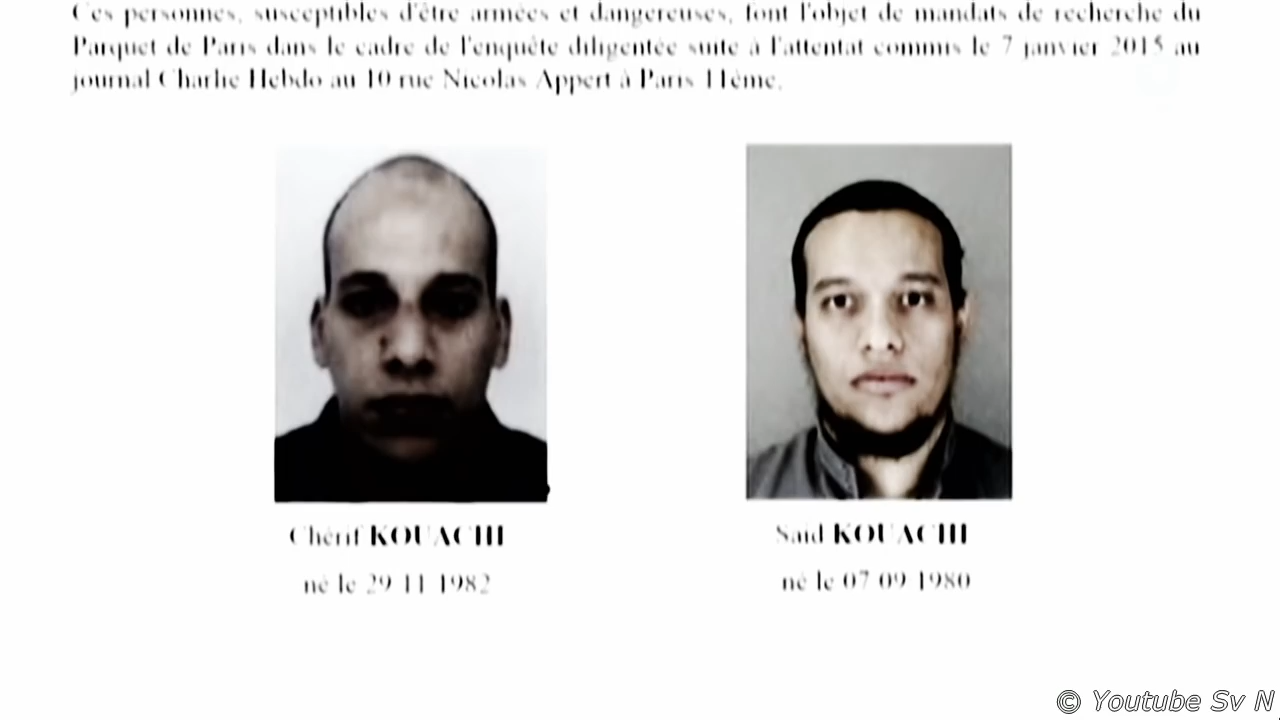 Ces personnes, susceptibles d'être armées et dangereuses, font l'objet de mandats de recherche du
Parquet de Paris dans le cadre de l'enquête diligentée suite à l'attentat commis le 7 janvier 2015 au
journal Charlie Hebdo au 10 rue Nicolas Appert à Paris 11ème.
Chérif KOUACHI
Said KOUACHI
né le 29 11 1982
né le 07 09 1980
© Youtube Sv N